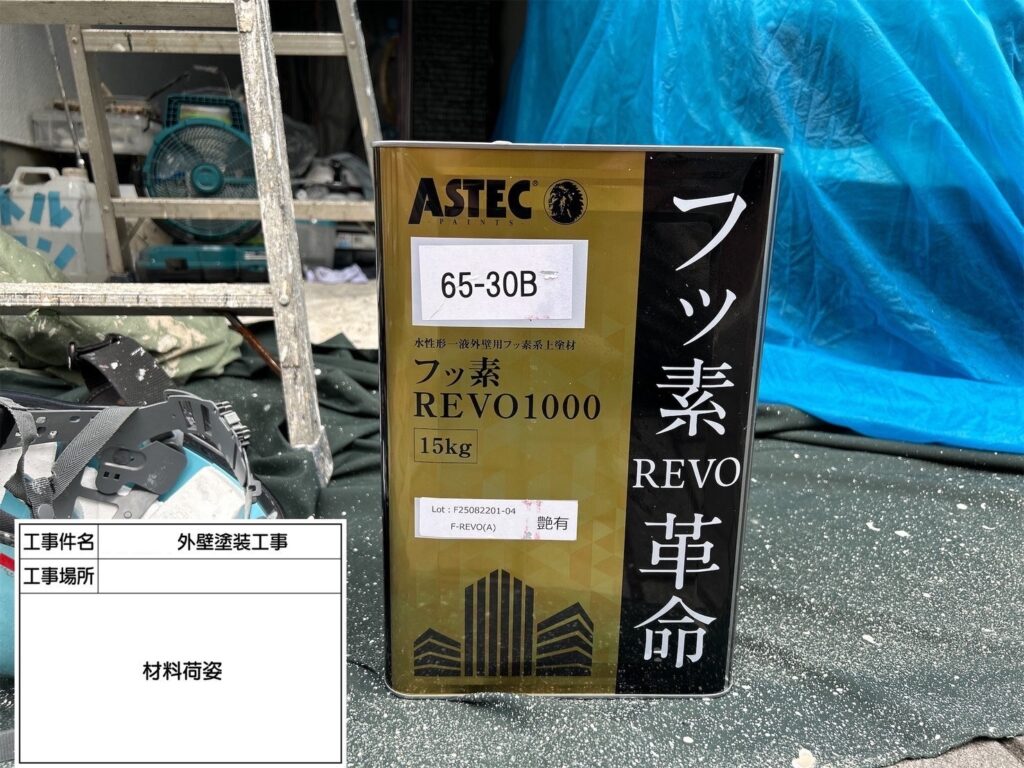 ASTEC
PAINTS
65-30B
水性形一液外壁用フッ素系上塗材
フッ素
REVO1000
15kg
Lot：F25082201-04
F-REVO(A)
艶有
フッ素
REVO
革命
工事件名
外壁塗装工事
工事場所
材料荷姿